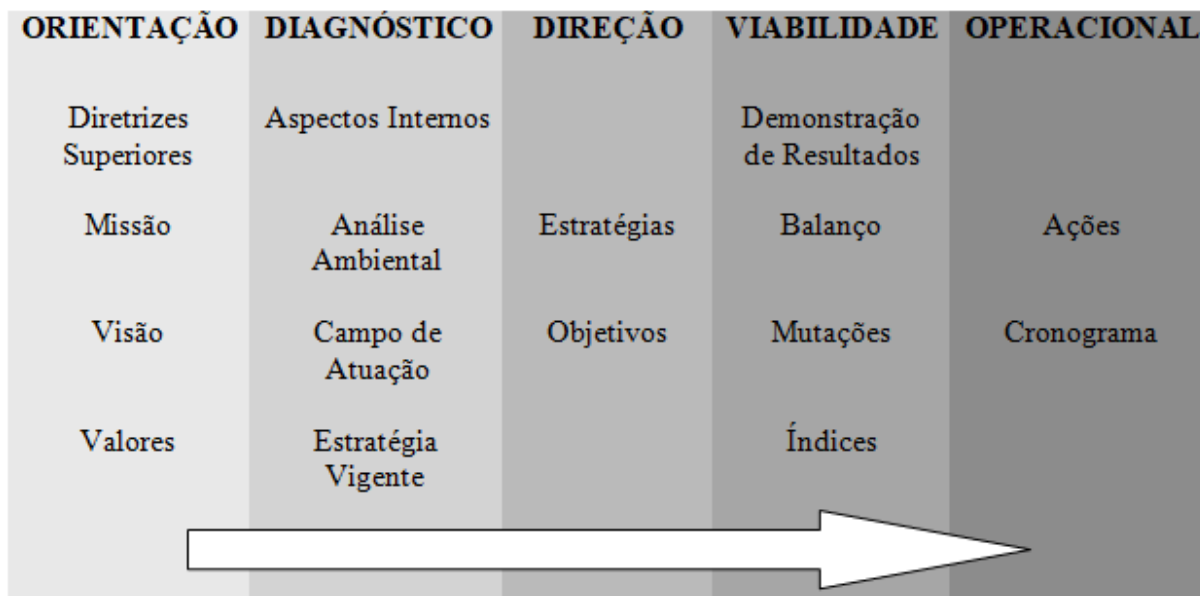 ORIENTAÇÃO DIAGNÓSTICO DIREÇÃO VIABILIDADE OPERACIONAL
Diretrizes Aspectos Internos Demonstração
Superiores de Resultados
Missão Análise Estratégias Balanço Ações
Ambiental
Visão Campo de Objetivos Mutações Cronograma
Atuação
Valores Estratégia Índices
Vigente